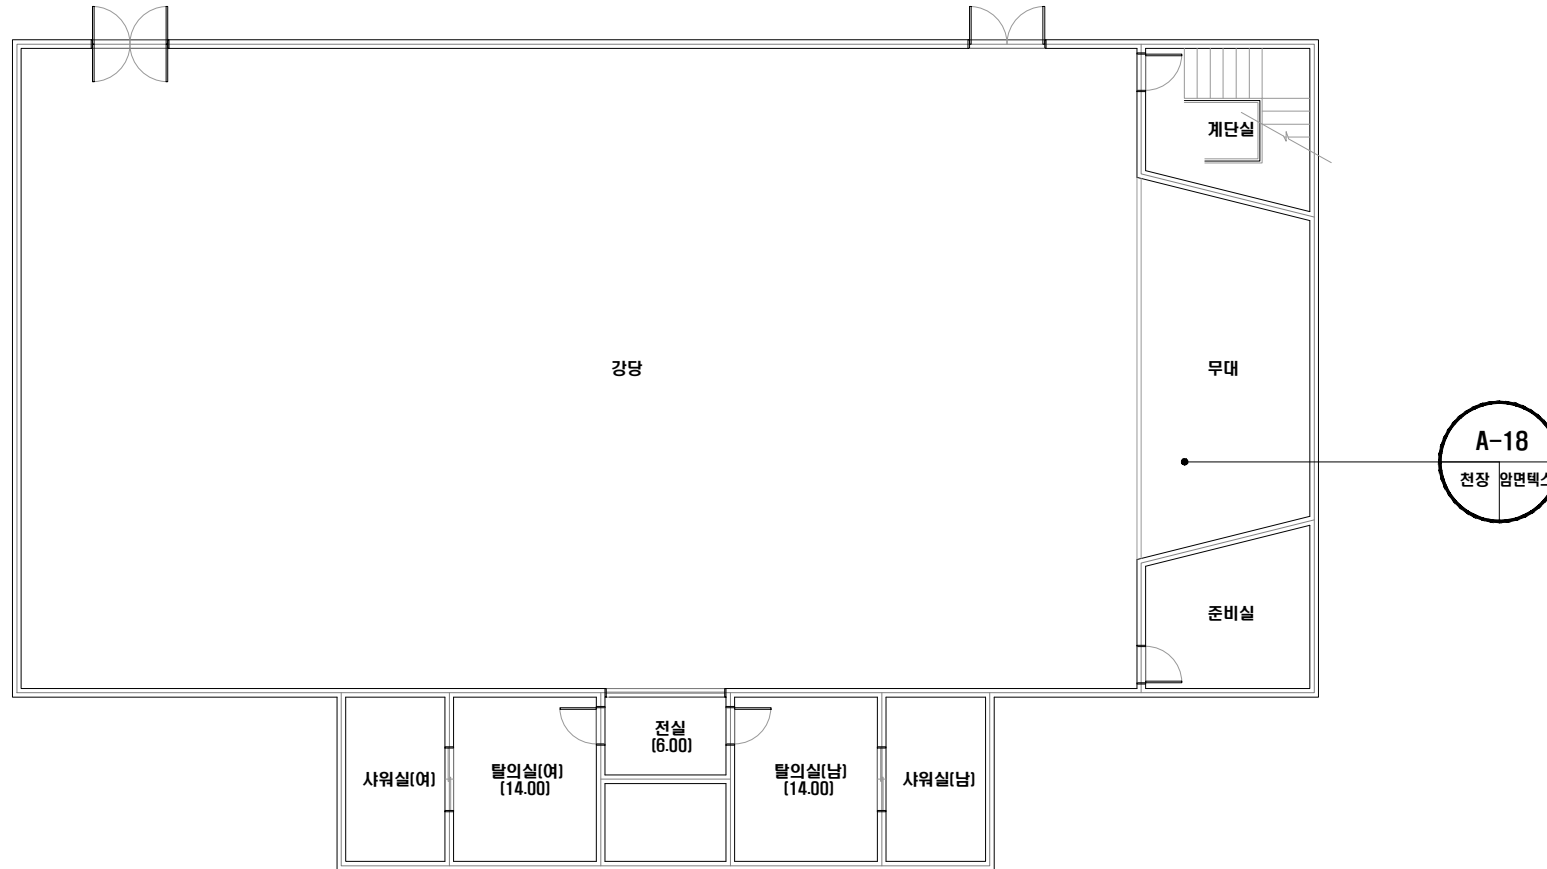 계단실
강당
무대
A-18
천장 암면텍스
준비실
전실
(6.00)
샤워실(여)
탈의실(여)
(14.00)
탈의실(남)
(14.00)
샤워실(남)